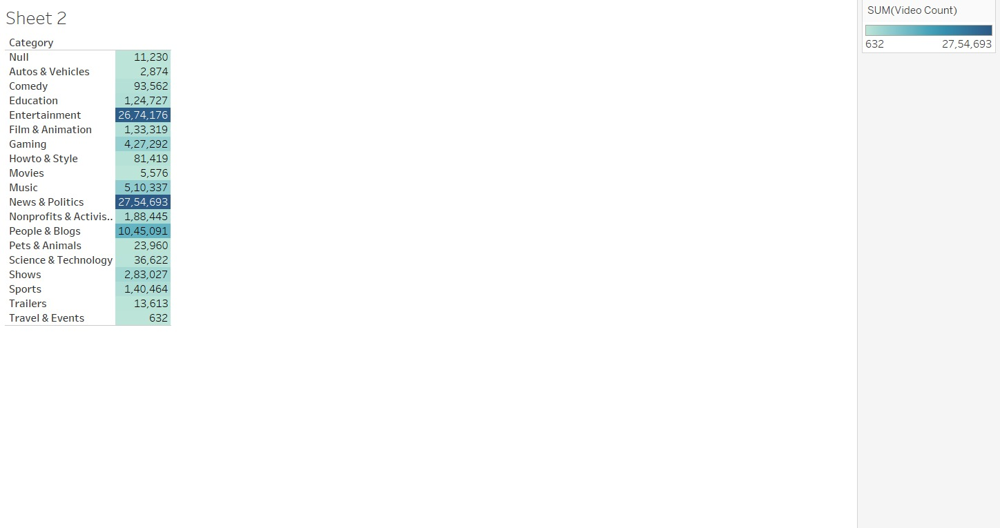 Sheet 2
Category
Null 11,230
Autos & Vehicles 2,874
Comedy 93,562
Education 1,24,727
Entertainment 26,74,176
Film & Animation 1,33,319
Gaming 4,27,292
Howto & Style 81,419
Movies 5,576
Music 5,10,337
News & Politics 27,54,693
Nonprofits & Activis.. 1,88,445
People & Blogs 10,45,091
Pets & Animals 23,960
Science & Technology 36,622
Shows 2,83,027
Sports 1,40,464
Trailers 13,613
Travel & Events 632
SUM(Video Count)
632 27,54,693